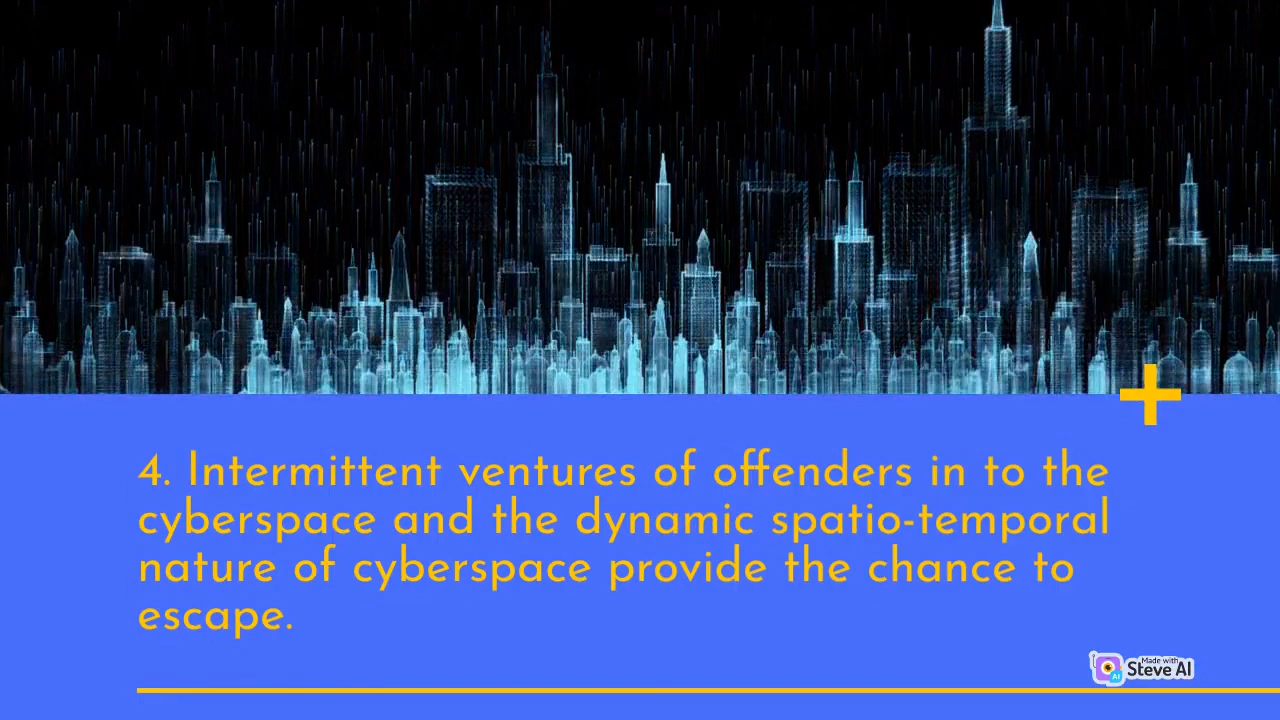 4. Intermittent ventures of offenders in to the
cyberspace and the dynamic spatio-temporal
nature of cyberspace provide the chance to
escape.
Made with
Steve AI
AI